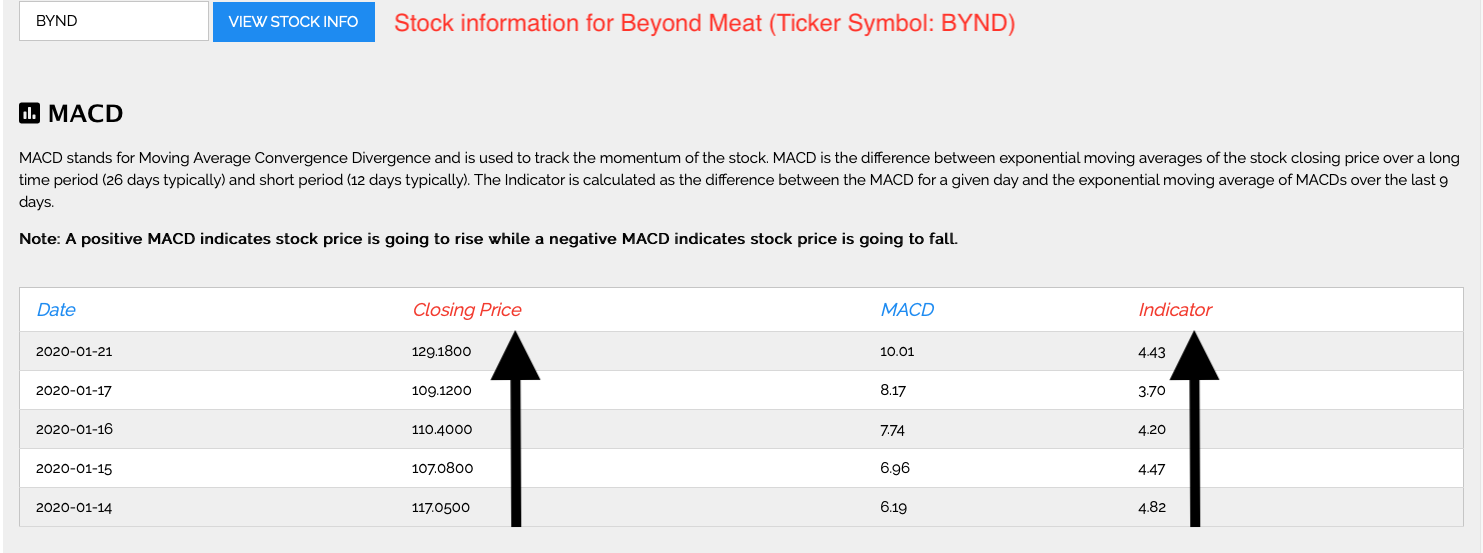 BYND VIEW STOCK INFO Stock information for Beyond Meat (Ticker Symbol: BYND)
MACD
MACD stands for Moving Average Convergence Divergence and is used to track the momentum of the stock. MACD is the difference between exponential moving averages of the stock closing price over a long
time period (26 days typically) and short period (12 days typically). The Indicator is calculated as the difference between the MACD for a given day and the exponential moving average of MACDs over the last 9
days.
Note: A positive MACD indicates stock price is going to rise while a negative MACD indicates stock price is going to fall.
Date Closing Price MACD Indicator
2020-01-21 129.1800 10.01 4.43
2020-01-17 109.1200 8.17 3.70
2020-01-16 110.4000 7.74 4.20
2020-01-15 107.0800 6.96 4.47
2020-01-14 117.0500 6.19 4.82